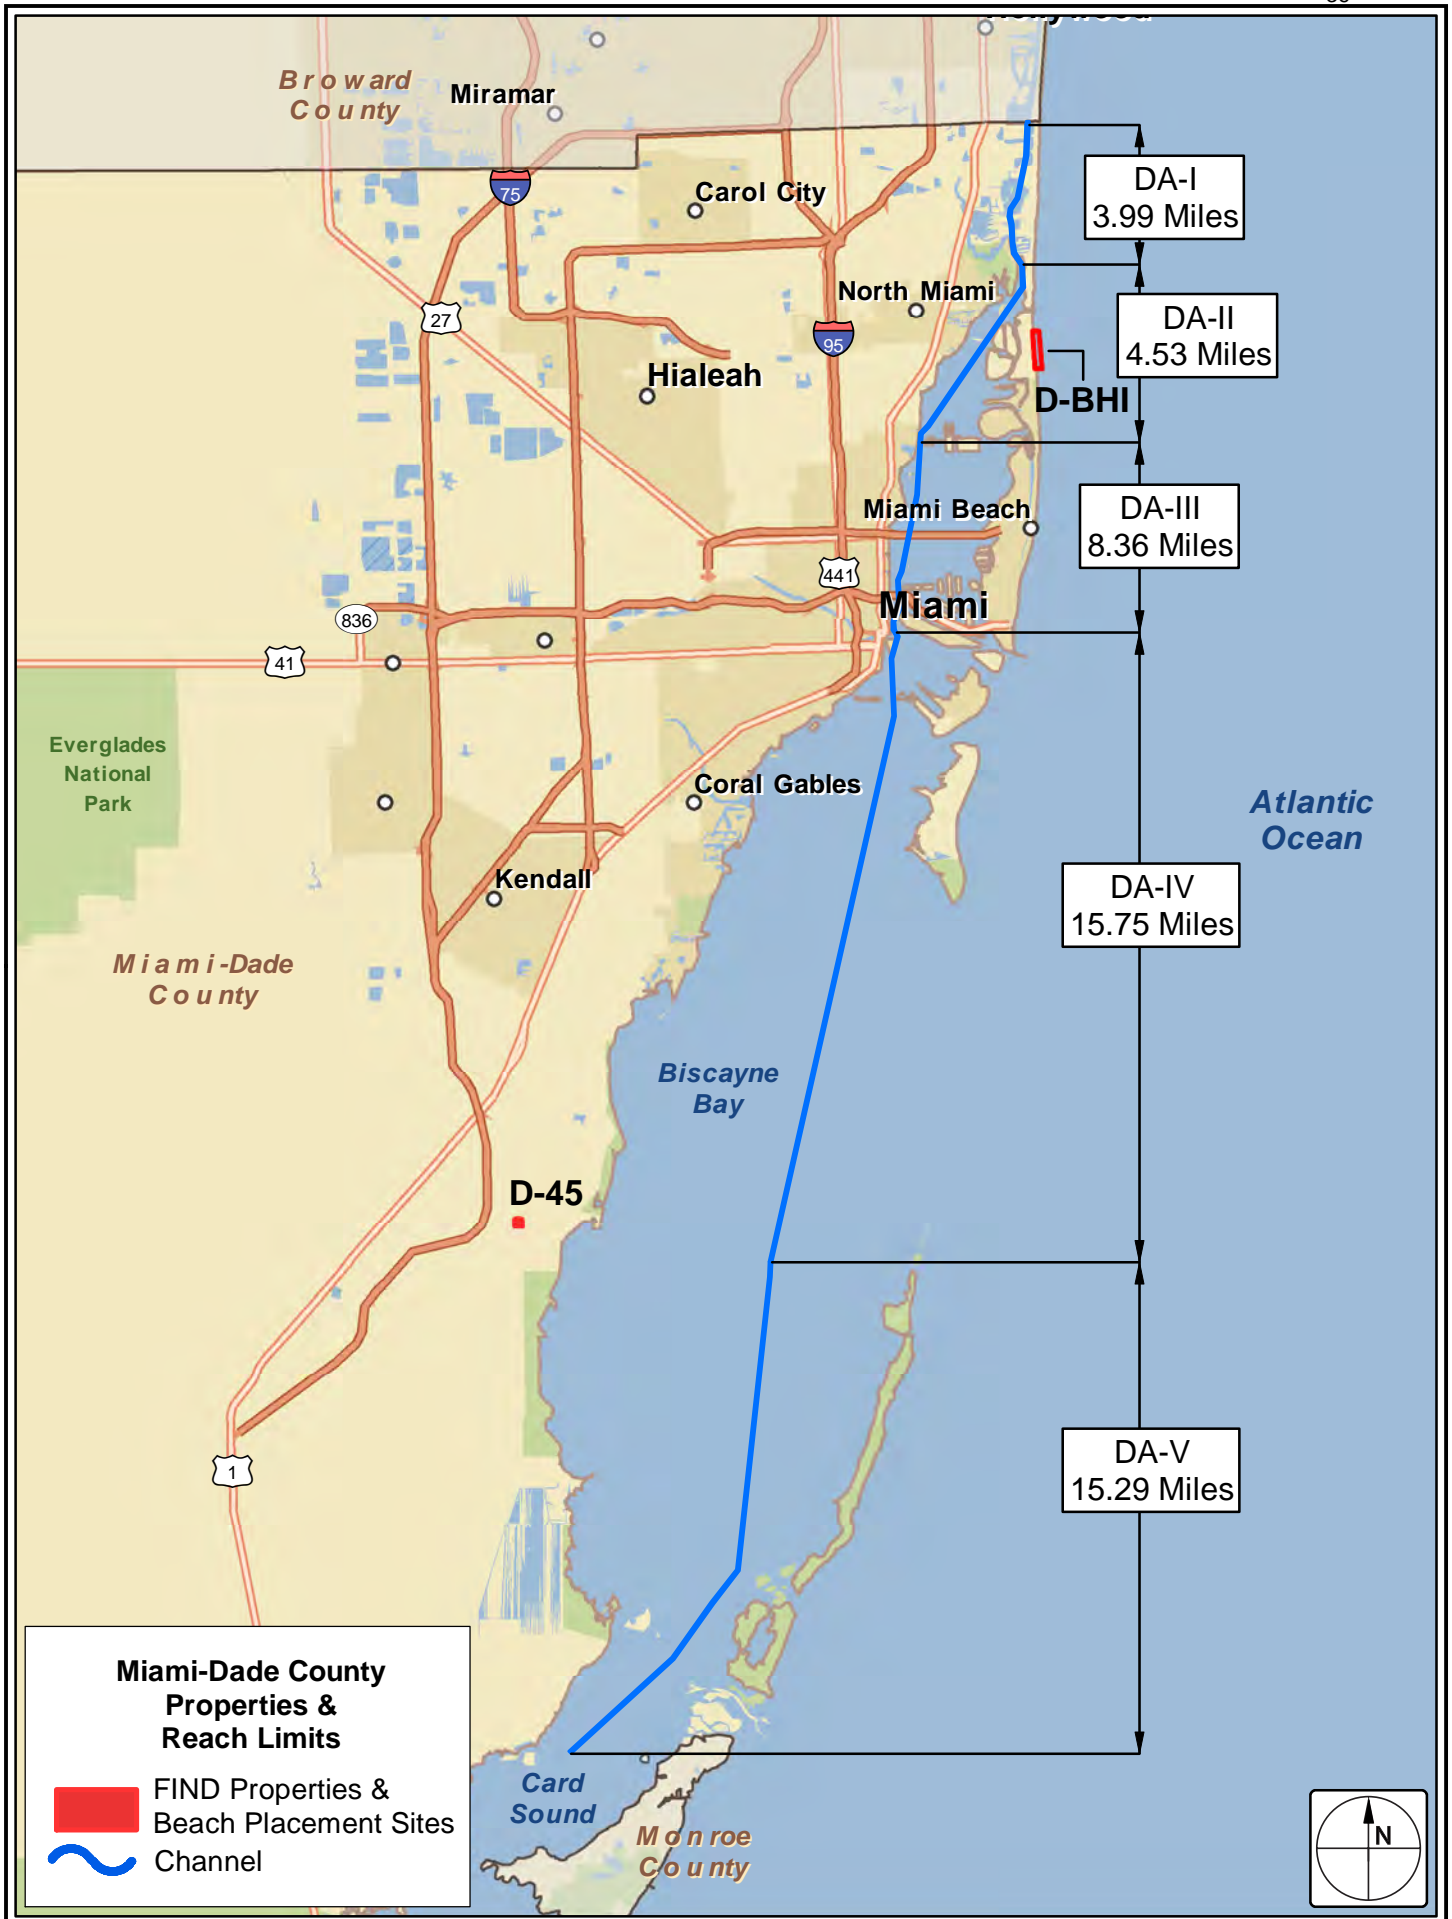 Broward
County
Miramar
75
Carol City
DA-I
3.99 Miles
27
North Miami
95
DA-II
4.53 Miles
Hialeah
D-BHI
Miami Beach
DA-III
8.36 Miles
441
Miami
836
41
Everglades
National
Park
Coral Gables
Atlantic
Ocean
Kendall
DA-IV
15.75 Miles
Miami-Dade
County
Biscayne
Bay
D-45
DA-V
15.29 Miles
1
Miami-Dade County
Properties &
Reach Limits
FIND Properties &
Beach Placement Sites
Channel
Card
Sound
Monroe
County
N